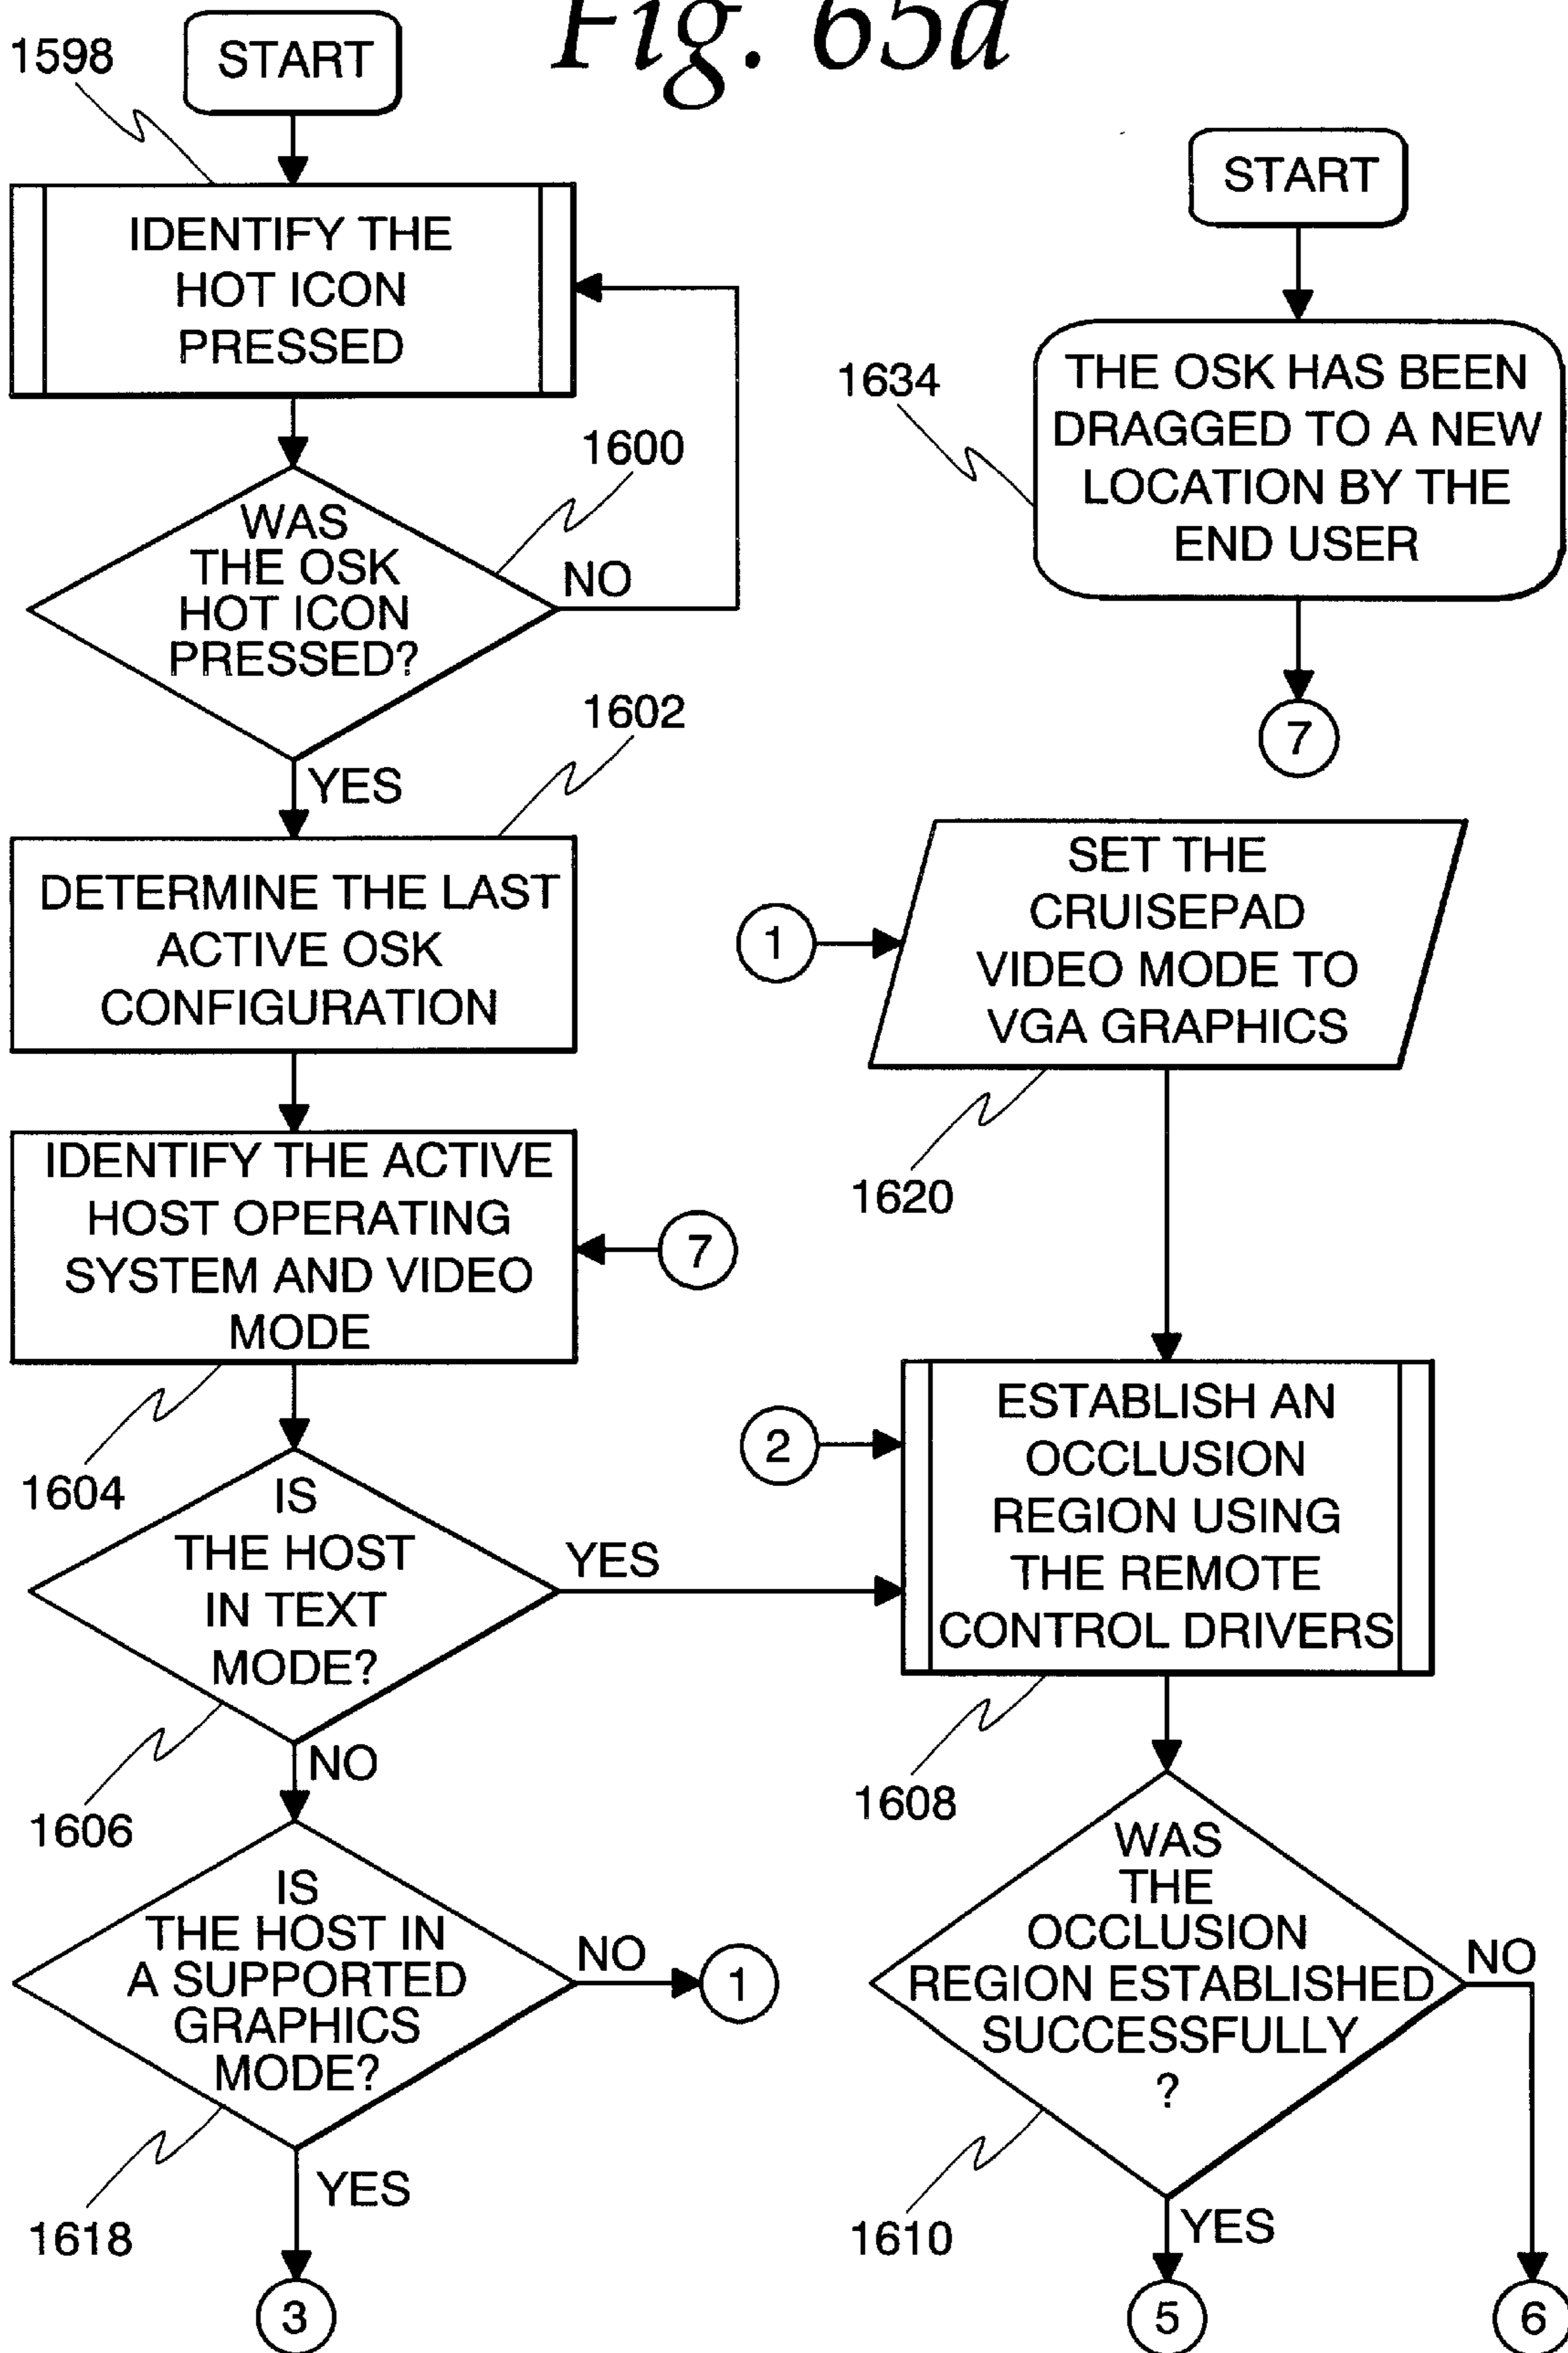 Fig. 65a
1598
START
IDENTIFY THE
HOT ICON
PRESSED
1600
WAS
THE OSK
HOT ICON
PRESSED?
NO
YES
1602
DETERMINE THE LAST
ACTIVE OSK
CONFIGURATION
IDENTIFY THE ACTIVE
HOST OPERATING
SYSTEM AND VIDEO
MODE
7
1604
IS
THE HOST
IN TEXT
MODE?
YES
NO
1606
IS
THE HOST IN
A SUPPORTED
GRAPHICS
MODE?
NO
1
1618
YES
3
START
1634
THE OSK HAS BEEN
DRAGGED TO A NEW
LOCATION BY THE
END USER
7
1
SET THE
CRUISEPAD
VIDEO MODE TO
VGA GRAPHICS
1620
2
ESTABLISH AN
OCCLUSION
REGION USING
THE REMOTE
CONTROL DRIVERS
1608
WAS
THE
OCCLUSION
REGION ESTABLISHED
SUCCESSFULLY
?
NO
1610
YES
5
6